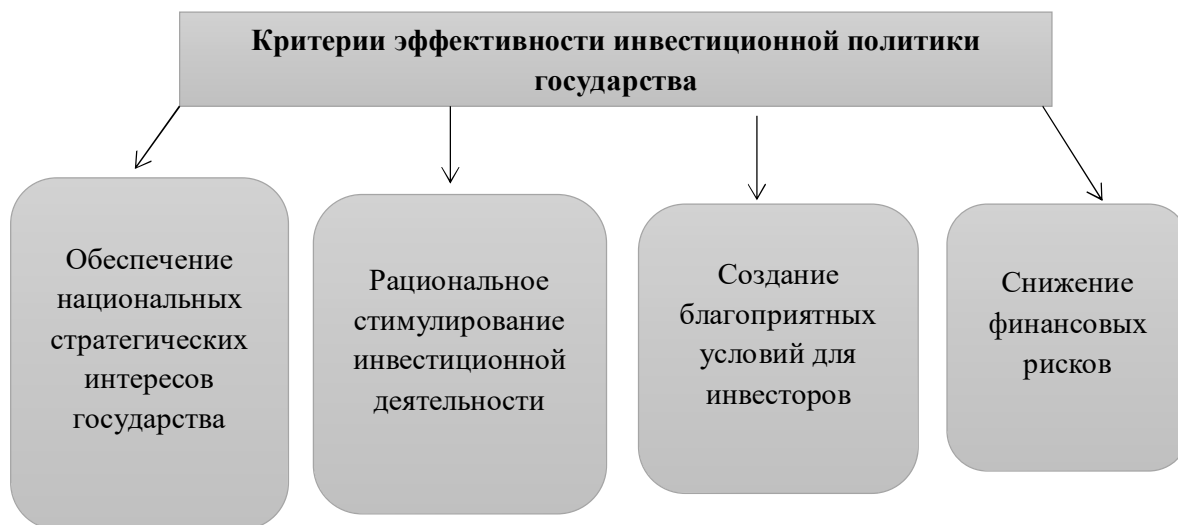 Критерии эффективности инвестиционной политики
государства
Обеспечение
национальных
стратегических
интересов
государства
Рациональное
стимулирование
инвестиционной
деятельности
Создание
благоприятных
условий для
инвесторов
Снижение
финансовых
рисков